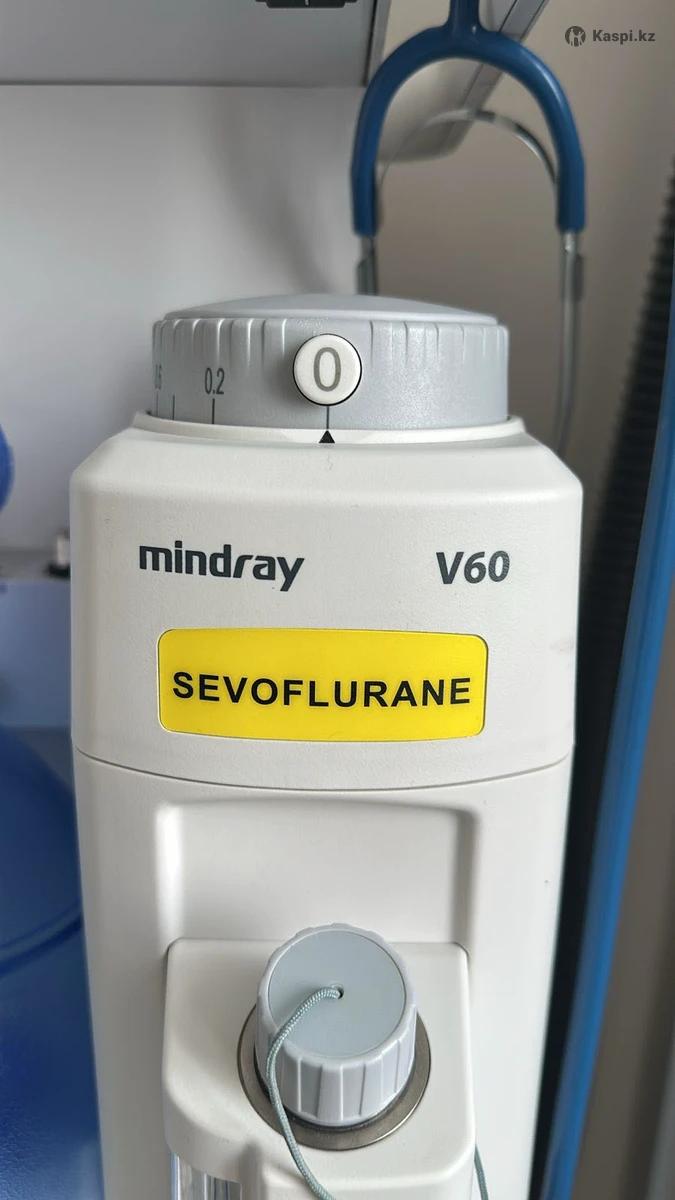 Kaspi.kz
0.2
0
mindray
V60
SEVOFLURANE